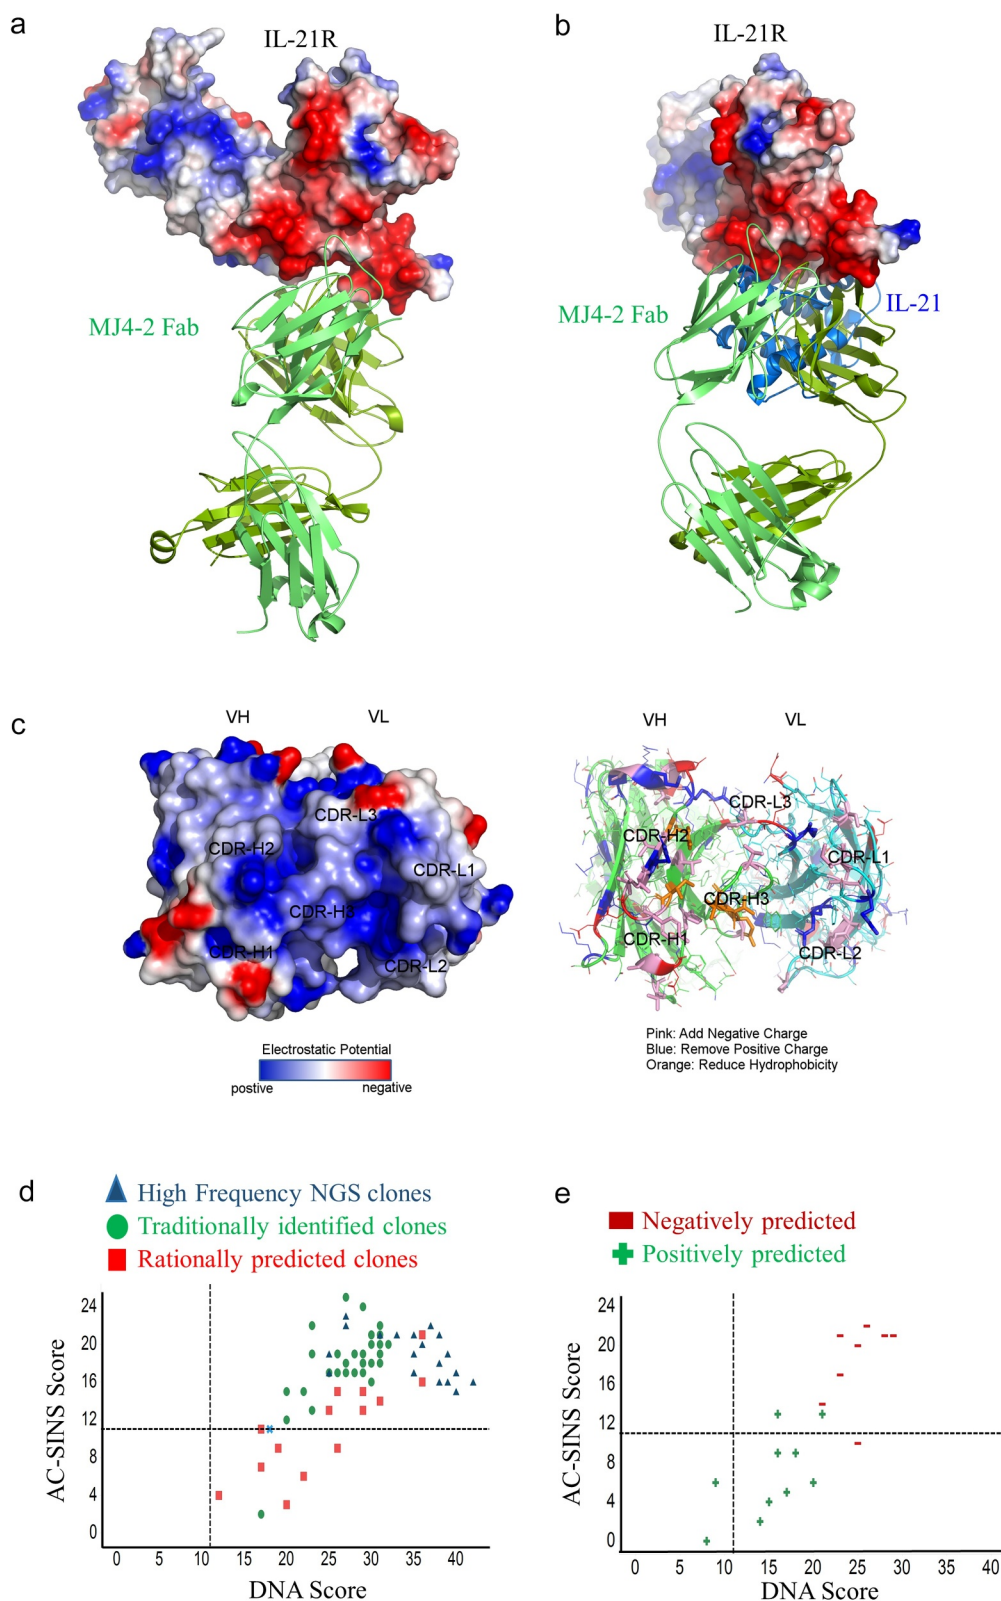 a
b
IL-21R
IL-21R
MJ4-2 Fab
MJ4-2 Fab
IL-21
c
VH
VL
CDR-L3
CDR-H2
CDR-L1
CDR-H3
CDR-H1
CDR-L2
Electrostatic Potential
postive
negative
VH
VL
CDR-L3
CDR-H2
CDR-L1
CDR-H3
CDR-H1
CDR-L2
Pink: Add Negative Charge
Blue: Remove Positive Charge
Orange: Reduce Hydrophobicity
d
High Frequency NGS clones
Traditionally identified clones
Rationally predicted clones
AC-SINS Score
24
20
16
12
8
4
0
0 5 10 15 20 25 30 35 40
DNA Score
e
Negatively predicted
Positively predicted
AC-SINS Score
24
20
16
12
8
4
0
0 5 10 15 20 25 30 35 40
DNA Score